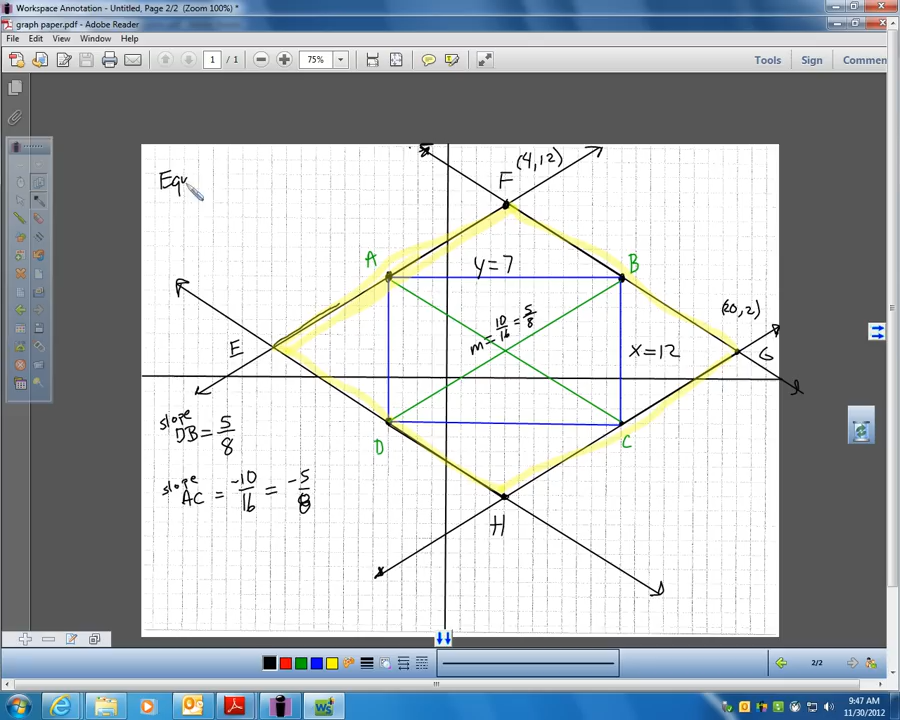 Workspace Annotation - Untitled, Page 2/2 (Zoom 100%) *
graph paper.pdf - Adobe Reader
File Edit View Window Help
1 / 1
75%
Tools Sign Commen
(4,12)
F
Equ
A
y=7
B
(20,2)
m=10/16=5/8
E
x=12
G
slope
DB = 5/8
D
C
slope
AC = -10/16 = -5/8
H
2/2
9:47 AM
11/30/2012